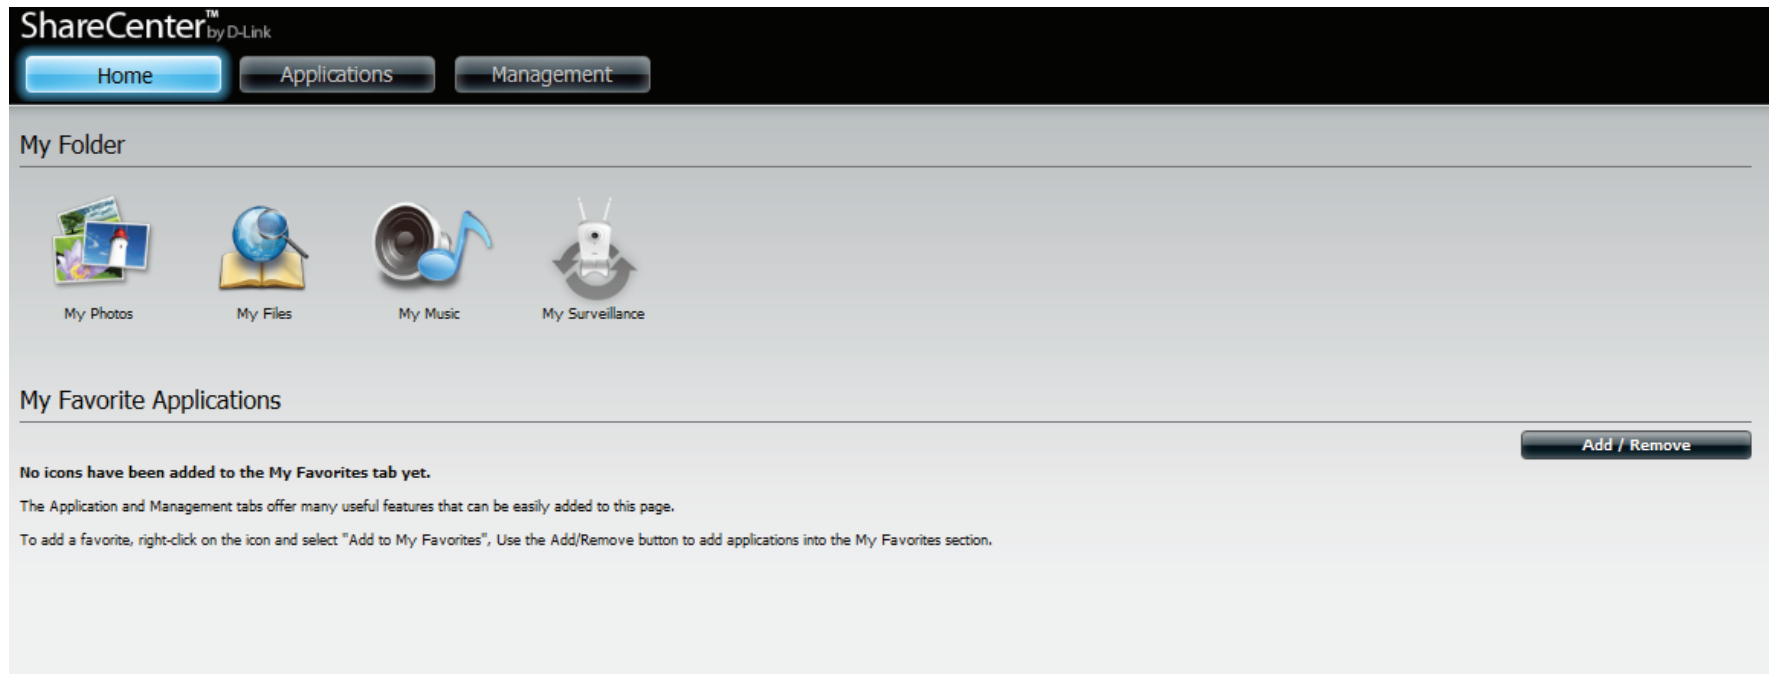 ShareCenter™ by D-Link
Home Applications Management
My Folder
My Photos My Files My Music My Surveillance
My Favorite Applications
Add / Remove
No icons have been added to the My Favorites tab yet.
The Application and Management tabs offer many useful features that can be easily added to this page.
To add a favorite, right-click on the icon and select "Add to My Favorites", Use the Add/Remove button to add applications into the My Favorites section.